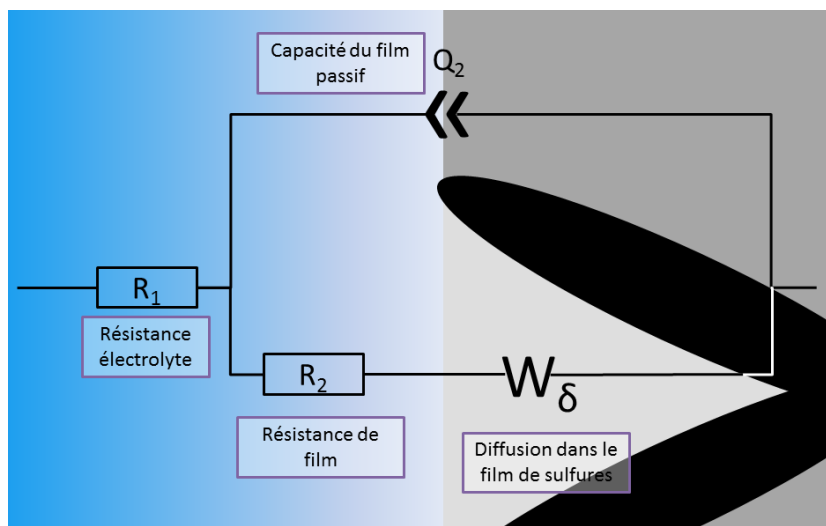 Capacité du film
passif
Q₂
R₁
Résistance
électrolyte
R₂
Wδ
Résistance de
film
Diffusion dans le
film de sulfures